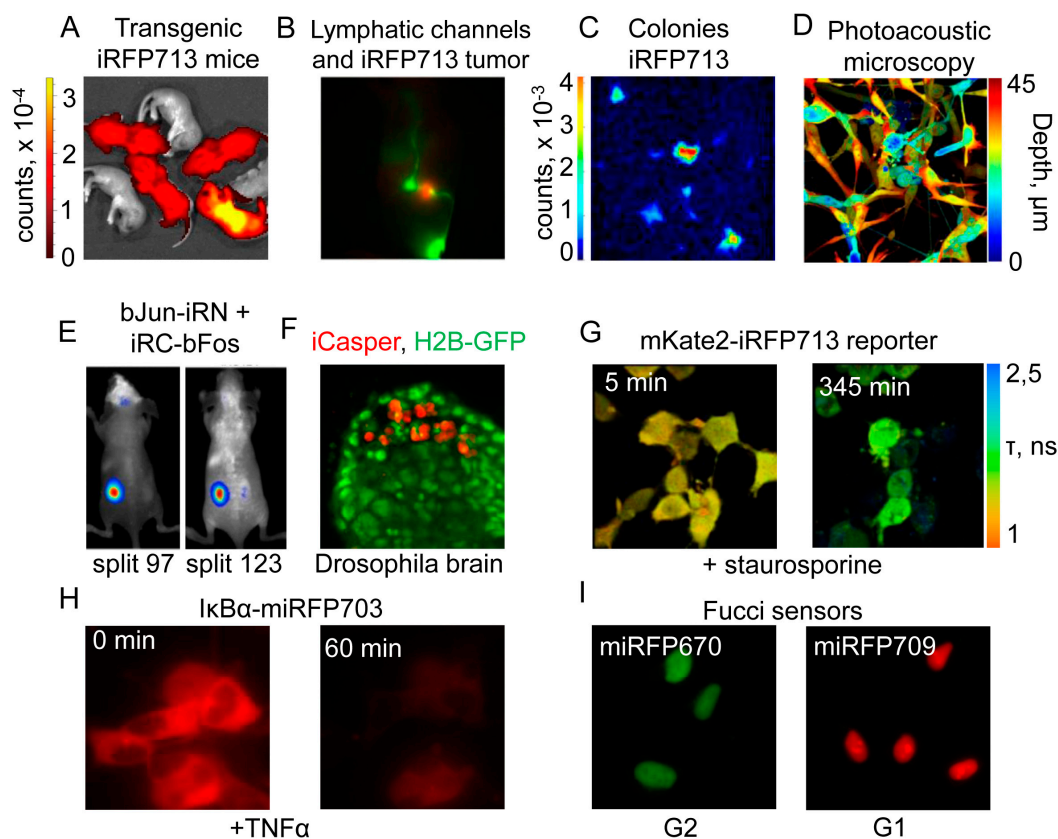 A
Transgenic
iRFP713 mice
counts, x 10-4
3
2
1
0
B
Lymphatic channels
and iRFP713 tumor
C
Colonies
iRFP713
counts, x 10-3
4
3
2
1
0
D
Photoacoustic
microscopy
45
Depth, μm
0
E
bJun-iRN +
iRC-bFos
split 97
split 123
F
iCasper, H2B-GFP
Drosophila brain
G
mKate2-iRFP713 reporter
5 min
345 min
2,5
τ, ns
1
+ staurosporine
H
IκBα-miRFP703
0 min
60 min
+TNFα
I
Fucci sensors
miRFP670
miRFP709
G2
G1